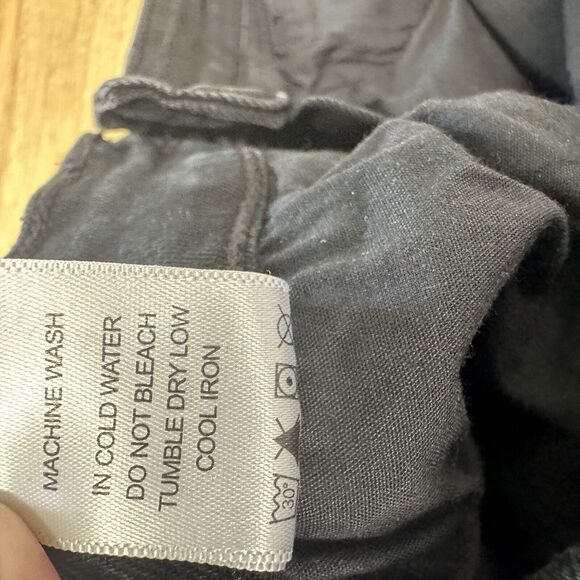 MACHINE WASH
IN COLD WATER
DO NOT BLEACH
TUMBLE DRY LOW
COOL IRON
30°